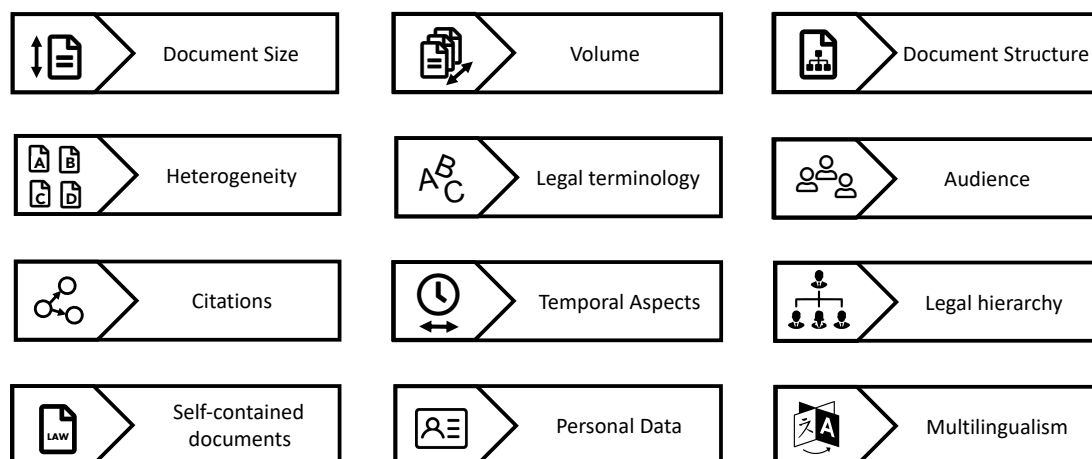 Document Size
Volume
Document Structure
A B
C D
Heterogeneity
A B C
Legal terminology
Audience
Citations
Temporal Aspects
Legal hierarchy
LAW
Self-contained
documents
Personal Data
A
Multilingualism